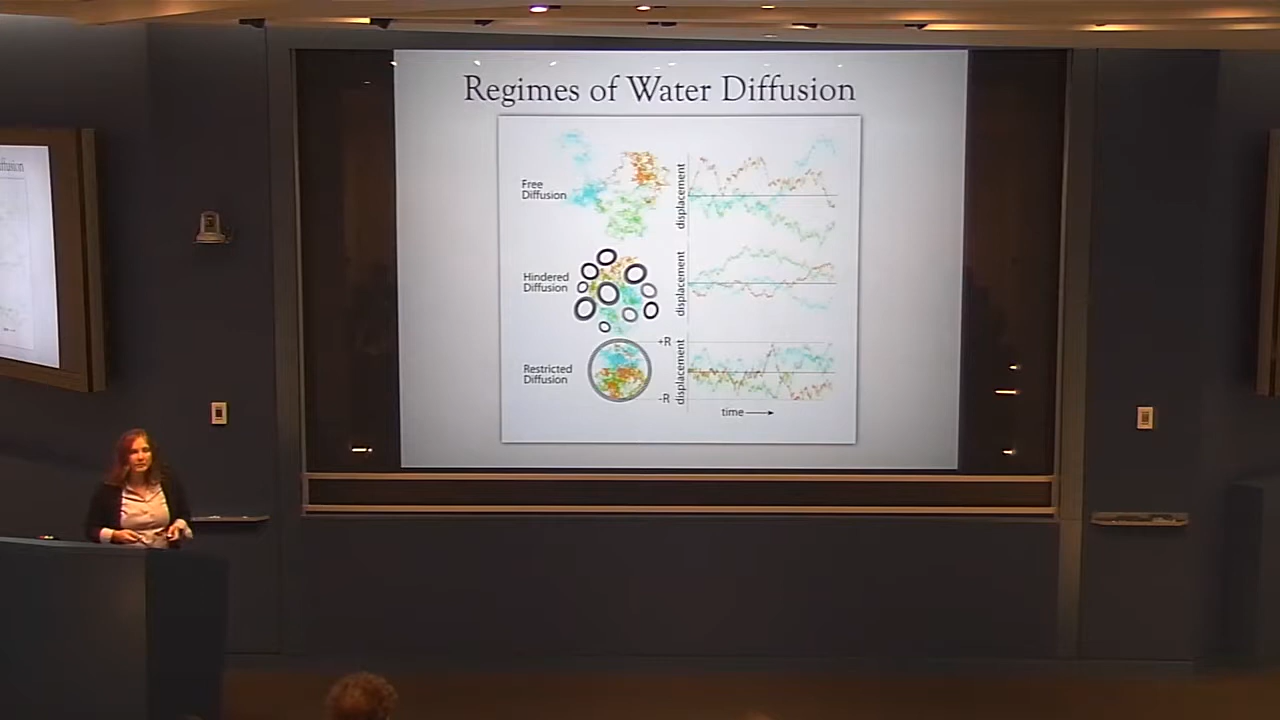 Regimes of Water Diffusion
Free
Diffusion
displacement
Hindered
Diffusion
displacement
Restricted
Diffusion
+R
-R
displacement
time